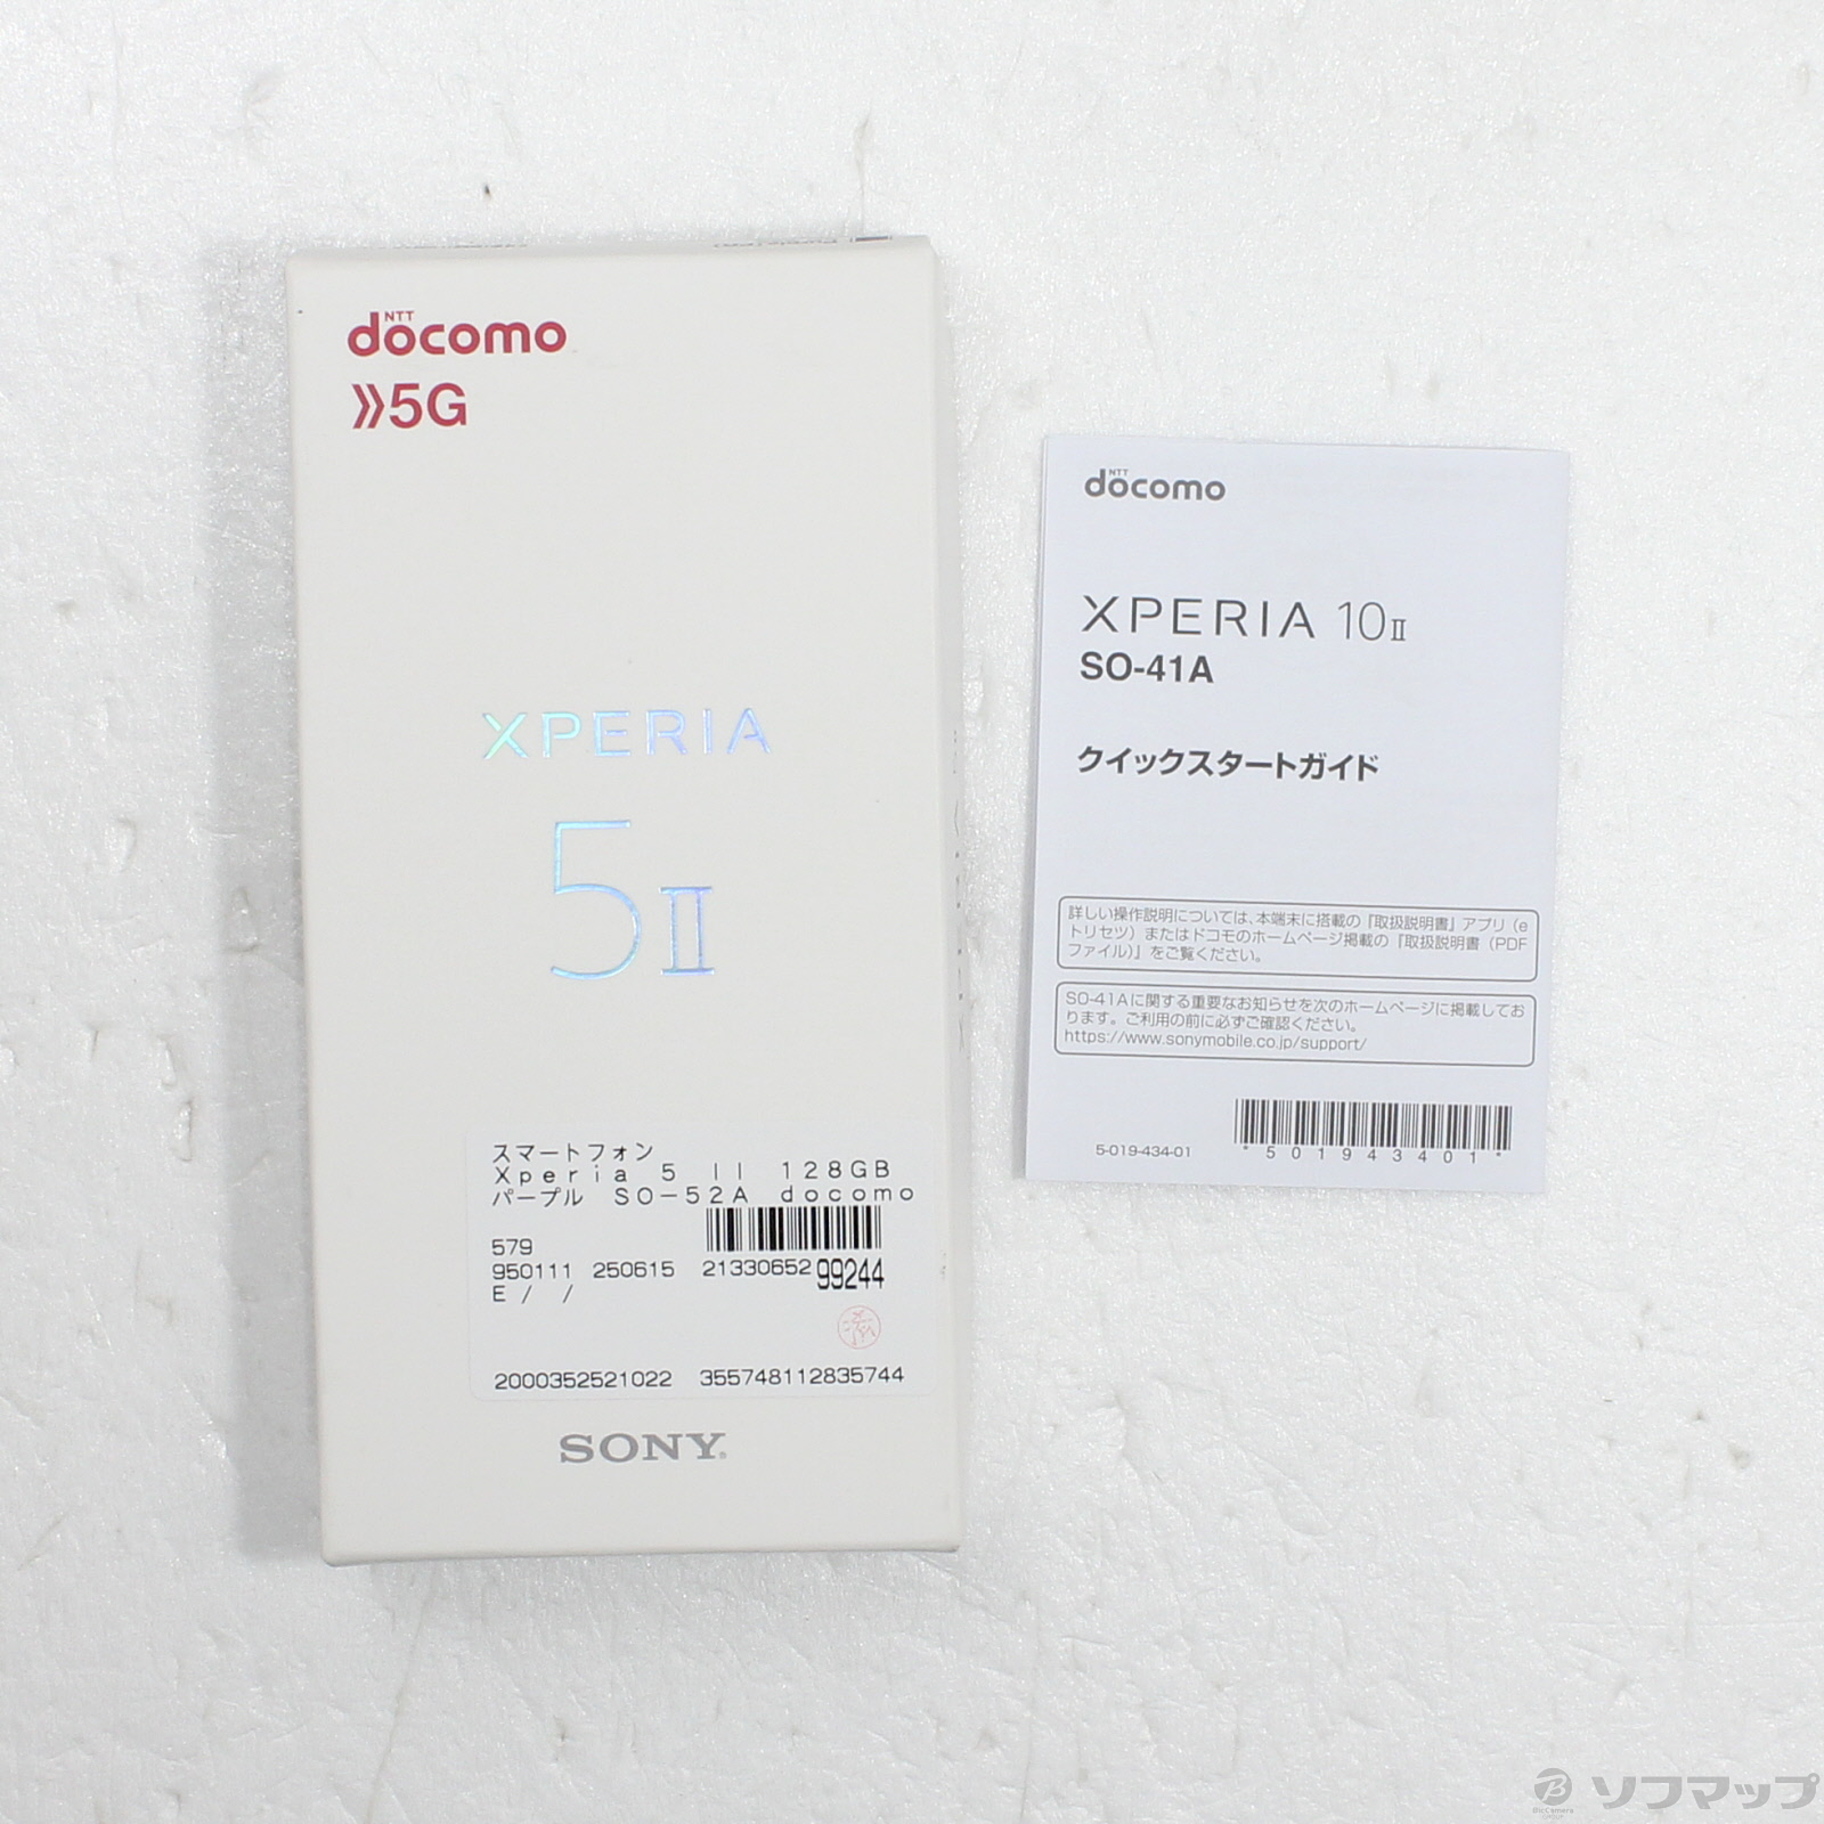 NTT
docomo
5G
XPERIA
5II
スマートフォン
Xperia 5 II 128GB
パープル SO-52A docomo
579
950111 250615 2133065299244
E / /
済
2000352521022 355748112835744
SONY
NTT
docomo
XPERIA 10II
SO-41A
クイックスタートガイド
詳しい操作説明については、本端末に搭載の『取扱説明書』アプリ（e
トリセツ）またはドコモのホームページ掲載の『取扱説明書（PDF
ファイル）』をご覧ください。
SO-41Aに関する重要なお知らせを次のホームページに掲載してお
ります。ご利用の前に必ずご確認ください。
https://www.sonymobile.co.jp/support/
5-019-434-01
*501943401*
BicCamera
GROUP
ソフマップ